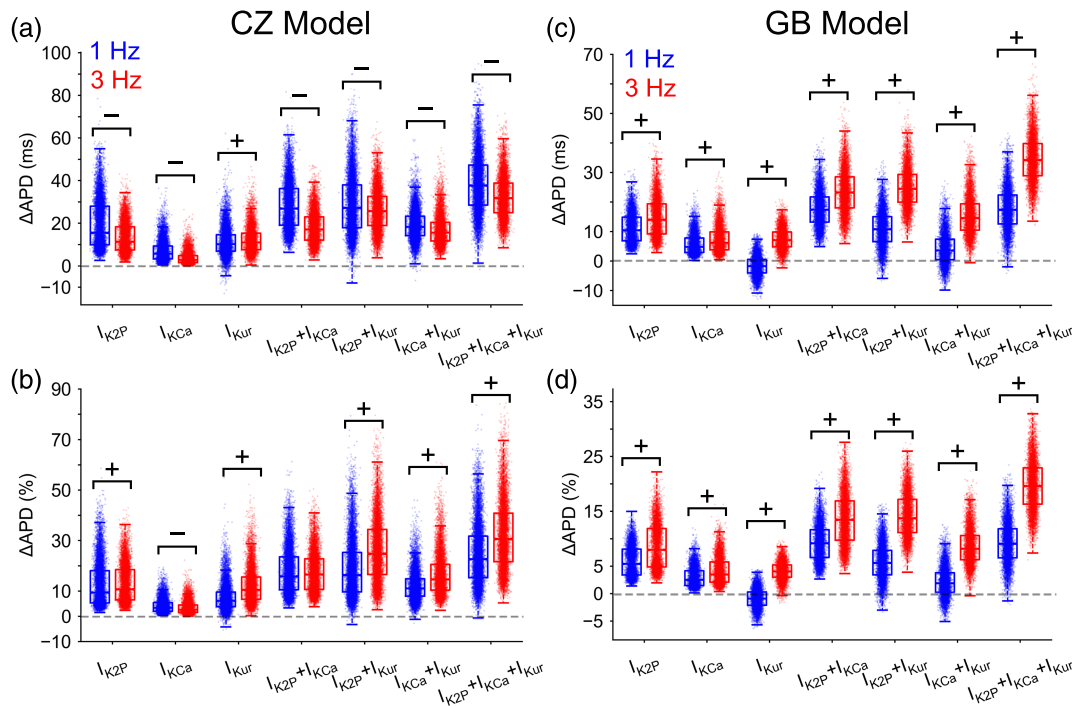 CZ Model
GB Model
(a)
1 Hz
3 Hz
ΔAPD (ms)
100
80
60
40
20
0
−10
− − + − − − −
I_K2P
I_KCa
I_Kur
I_K2P+I_KCa
I_K2P+I_Kur
I_KCa+I_Kur
I_K2P+I_KCa+I_Kur
(c)
1 Hz
3 Hz
ΔAPD (ms)
70
50
30
20
10
0
−10
+ + + + + + +
I_K2P
I_KCa
I_Kur
I_K2P+I_KCa
I_K2P+I_Kur
I_KCa+I_Kur
I_K2P+I_KCa+I_Kur
(b)
ΔAPD (%)
90
70
50
30
10
0
−10
+ − + + + +
I_K2P
I_KCa
I_Kur
I_K2P+I_KCa
I_K2P+I_Kur
I_KCa+I_Kur
I_K2P+I_KCa+I_Kur
(d)
ΔAPD (%)
35
25
15
10
5
0
−5
+ + + + + + +
I_K2P
I_KCa
I_Kur
I_K2P+I_KCa
I_K2P+I_Kur
I_KCa+I_Kur
I_K2P+I_KCa+I_Kur